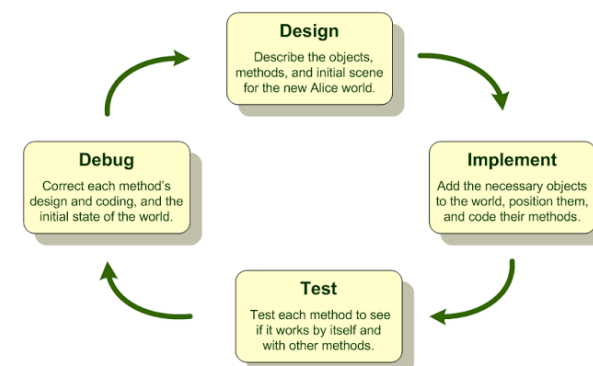 Design
Describe the objects,
methods, and initial scene
for the new Alice world.
Implement
Add the necessary objects
to the world, position them,
and code their methods.
Test
Test each method to see
if it works by itself and
with other methods.
Debug
Correct each method's
design and coding, and the
initial state of the world.